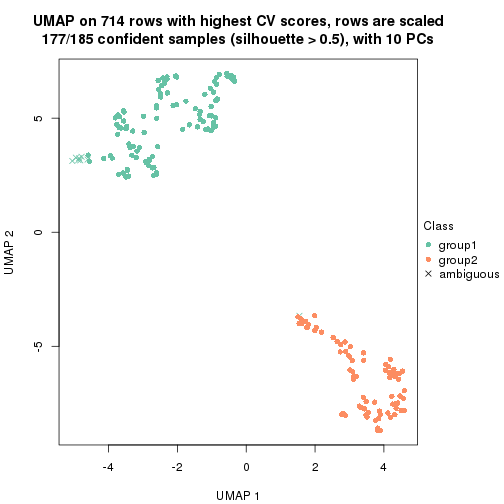 UMAP on 714 rows with highest CV scores, rows are scaled
177/185 confident samples (silhouette > 0.5), with 10 PCs
5
0
-5
UMAP 2
-4
-2
0
2
4
UMAP 1
Class
group1
group2
ambiguous